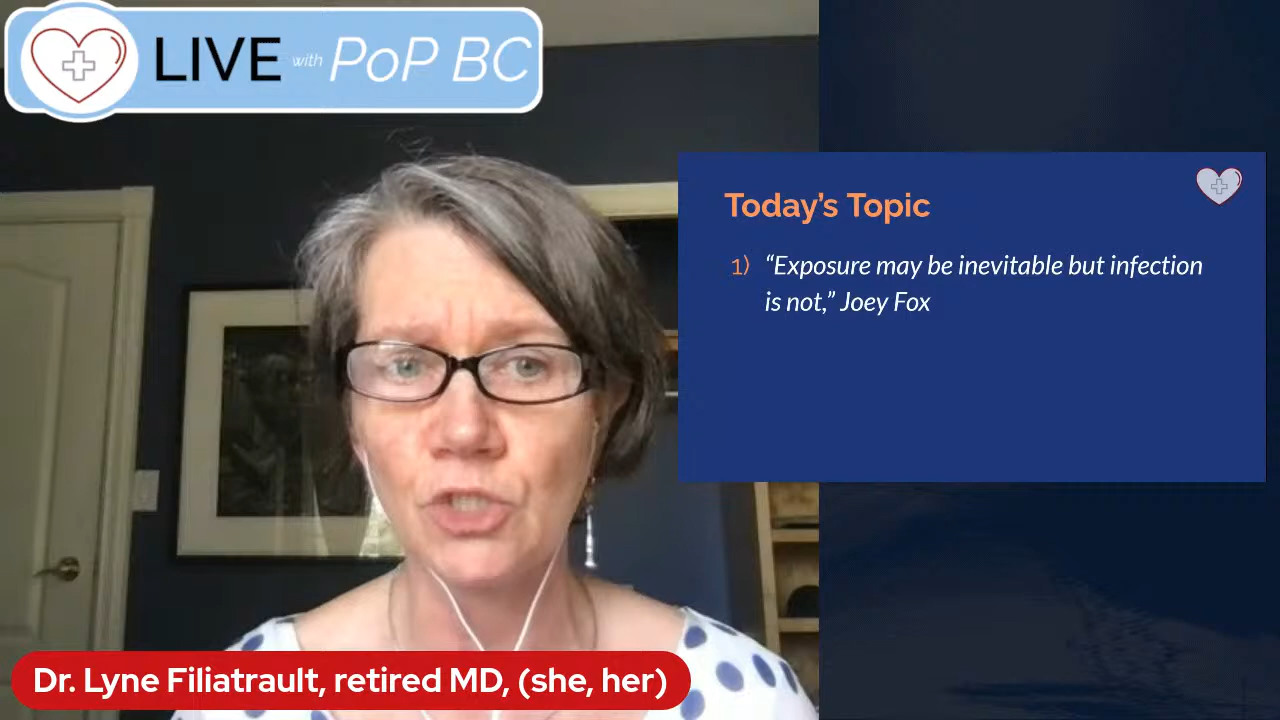 LIVE with PoP BC
Today's Topic
1) “Exposure may be inevitable but infection
is not,” Joey Fox
Dr. Lyne Filiatrault, retired MD, (she, her)